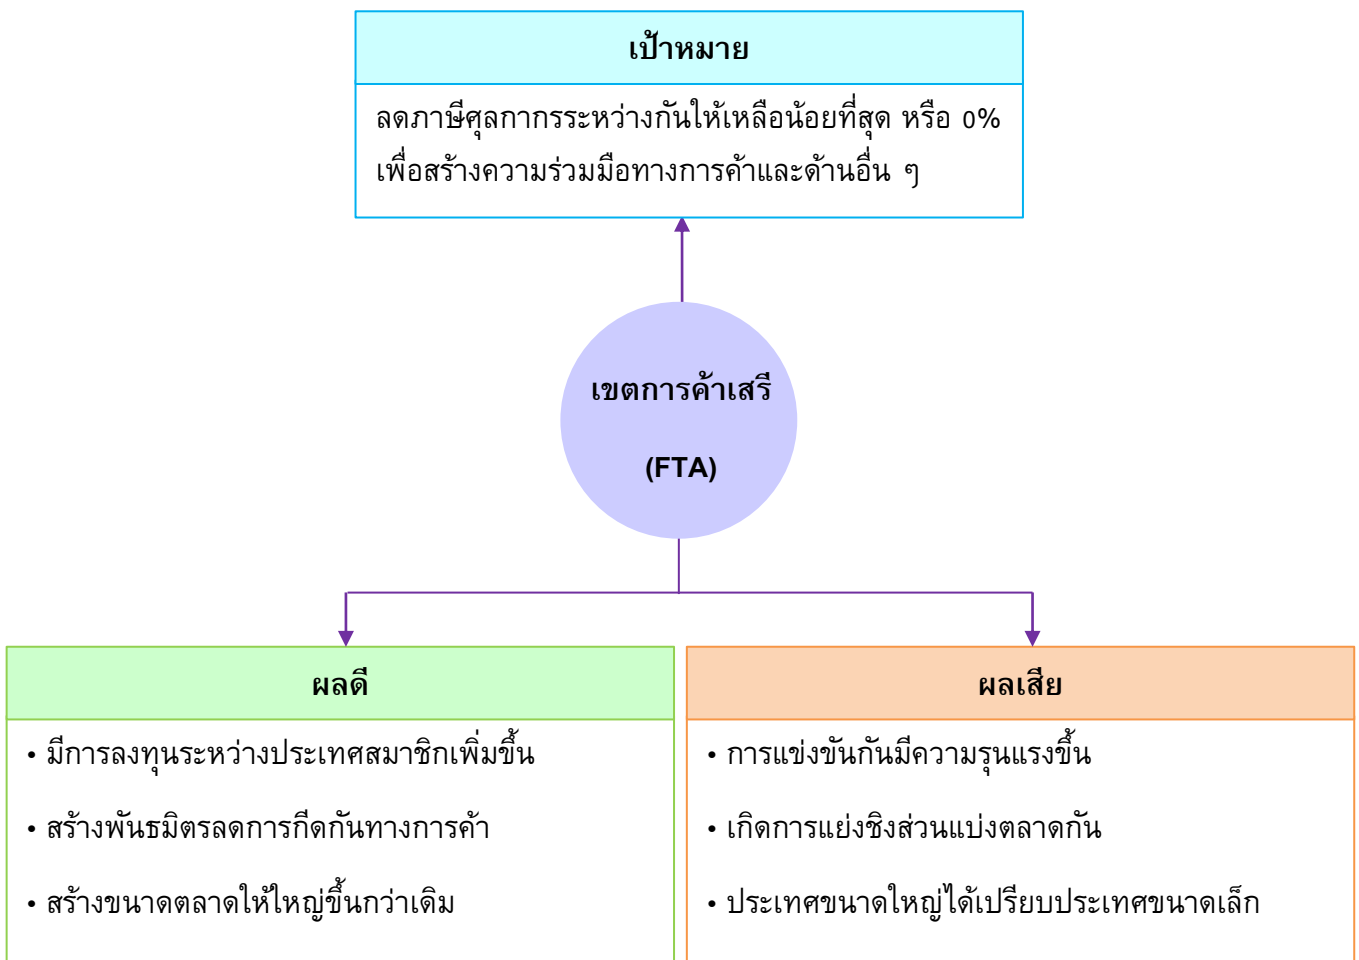 เป้าหมาย
ลดภาษีศุลกากรระหว่างกันให้เหลือน้อยที่สุด หรือ 0%
เพื่อสร้างความร่วมมือทางการค้าและด้านอื่น ๆ
เขตการค้าเสรี
(FTA)
ผลดี
• มีการลงทุนระหว่างประเทศสมาชิกเพิ่มขึ้น
• สร้างพันธมิตรลดการกีดกันทางการค้า
• สร้างขนาดตลาดให้ใหญ่ขึ้นกว่าเดิม
ผลเสีย
• การแข่งขันกันมีความรุนแรงขึ้น
• เกิดการแย่งชิงส่วนแบ่งตลาดกัน
• ประเทศขนาดใหญ่ได้เปรียบประเทศขนาดเล็ก